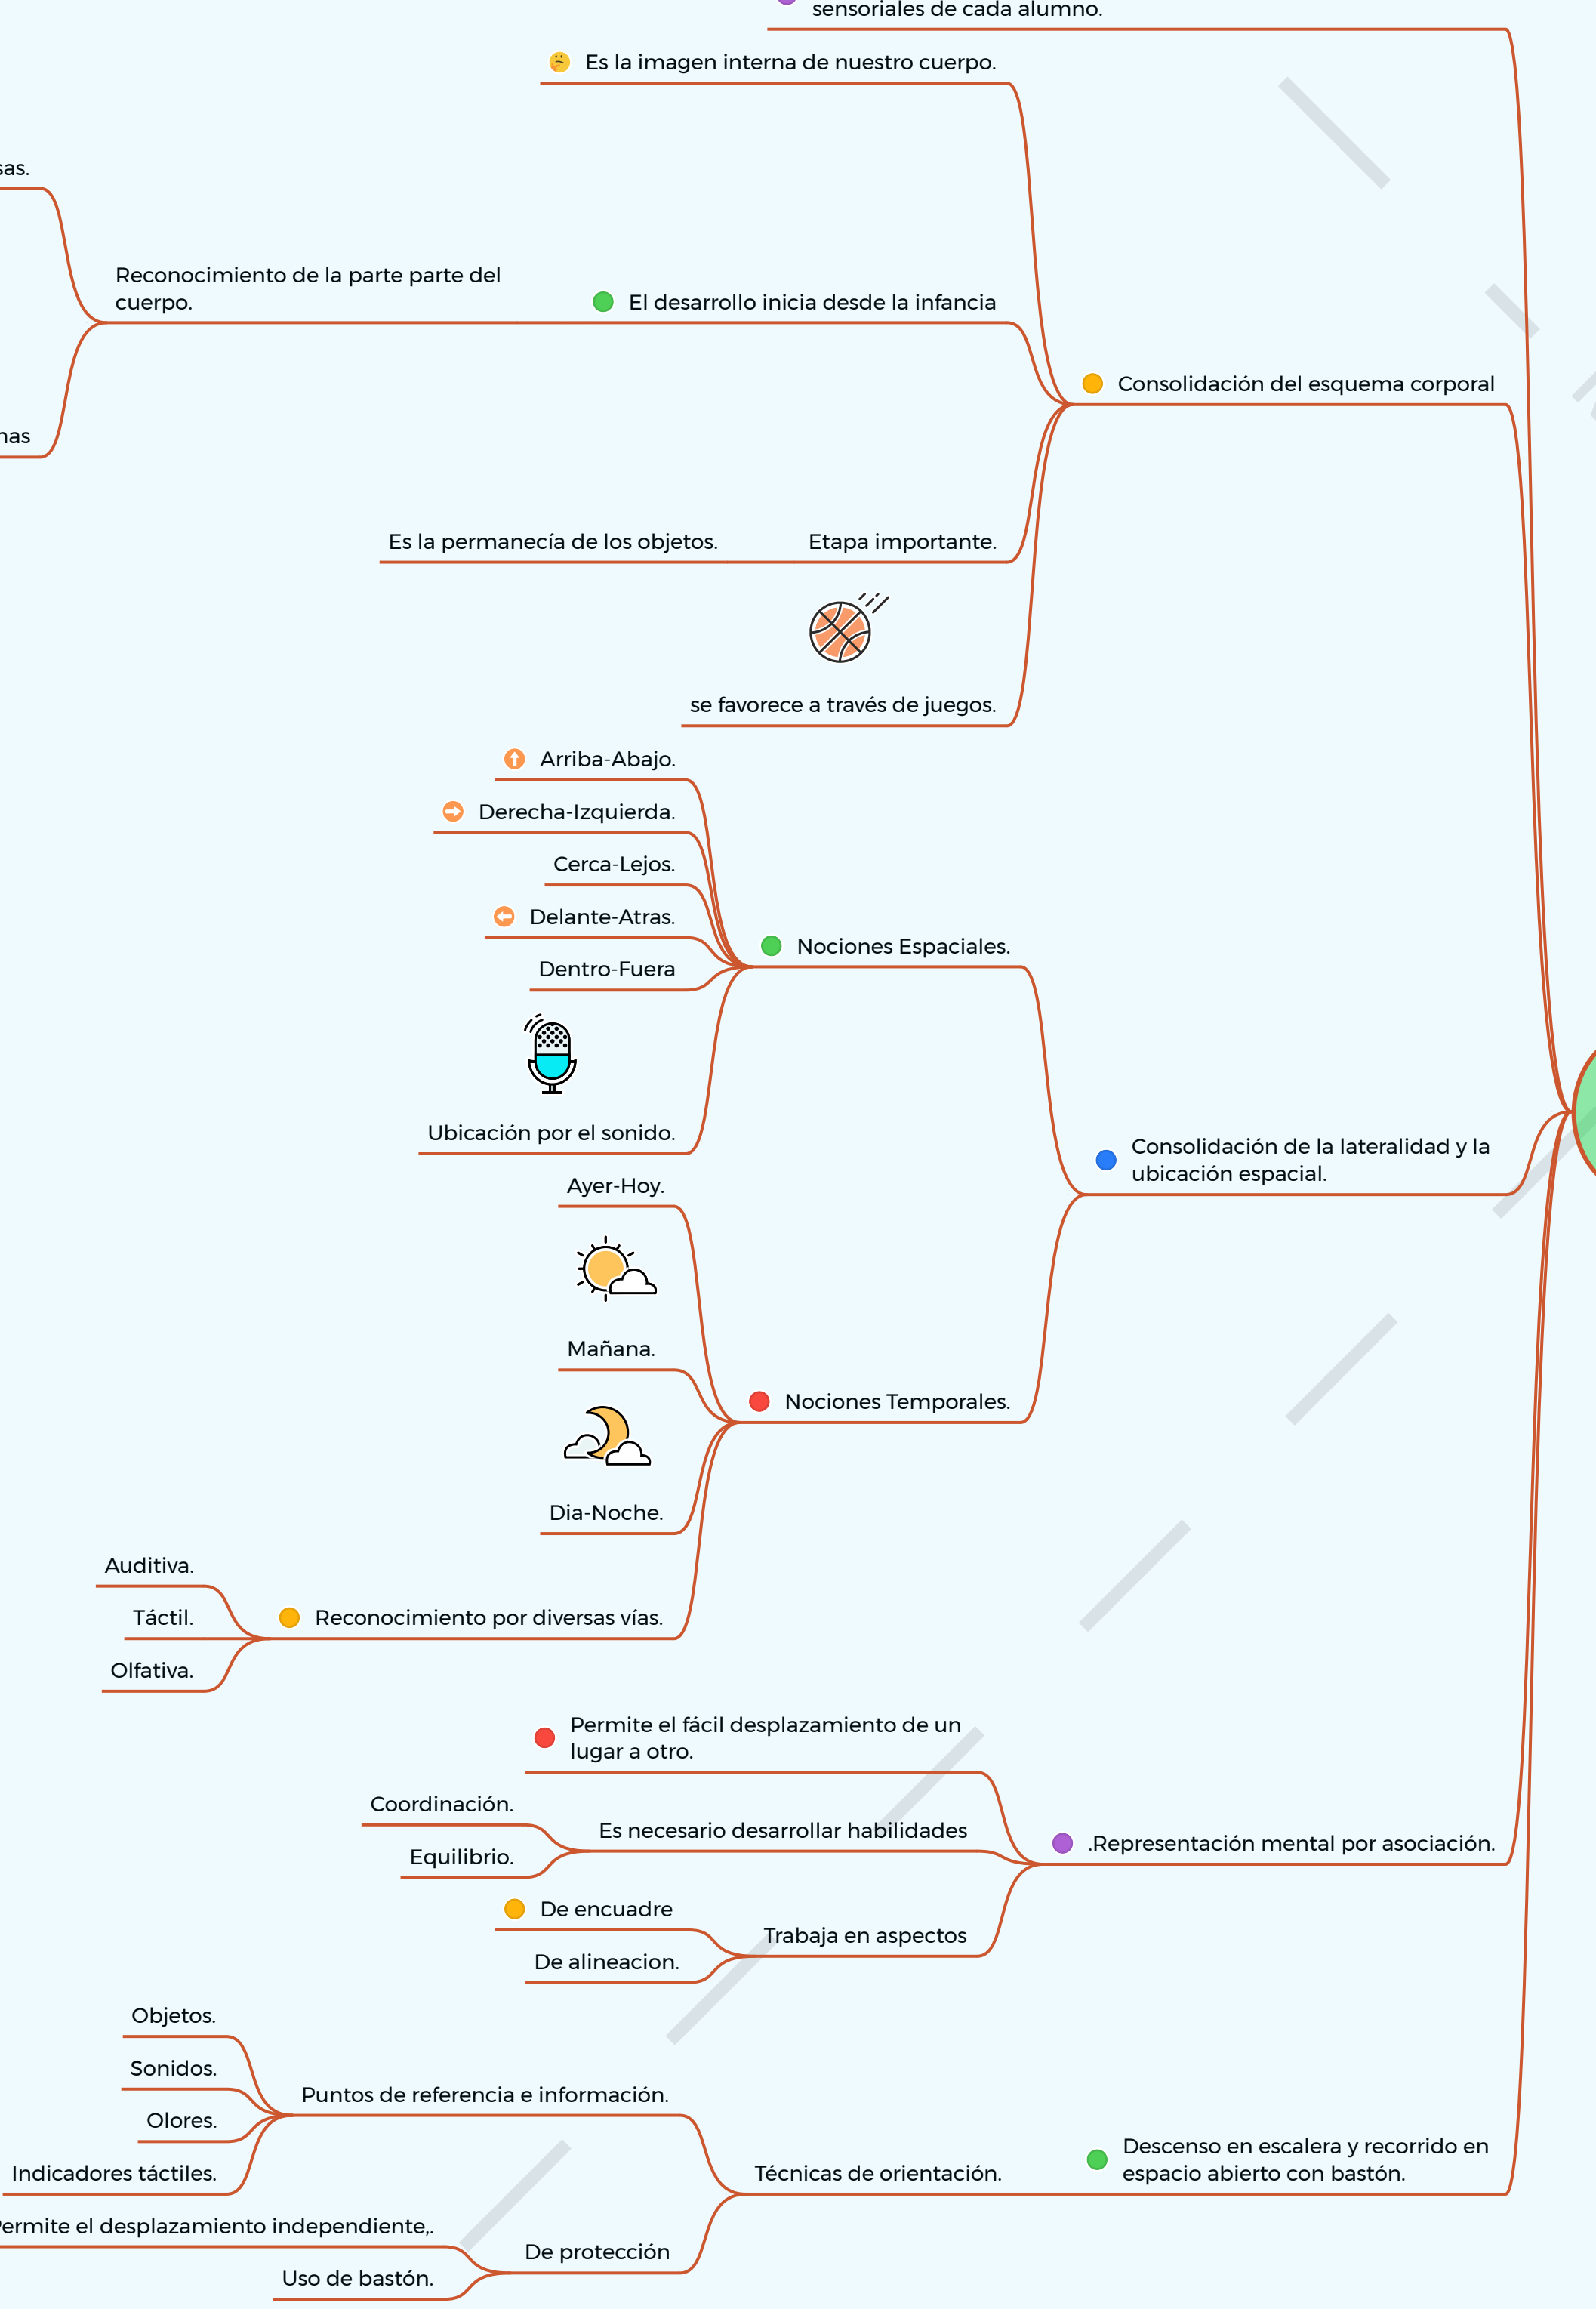 sensoriales de cada alumno.
Es la imagen interna de nuestro cuerpo.
Reconocimiento de la parte parte del
cuerpo.
El desarrollo inicia desde la infancia
Consolidación del esquema corporal
Es la permanecía de los objetos.
Etapa importante.
se favorece a través de juegos.
Arriba-Abajo.
Derecha-Izquierda.
Cerca-Lejos.
Delante-Atras.
Dentro-Fuera
Ubicación por el sonido.
Nociones Espaciales.
Consolidación de la lateralidad y la
ubicación espacial.
Ayer-Hoy.
Mañana.
Dia-Noche.
Nociones Temporales.
Auditiva.
Táctil.
Olfativa.
Reconocimiento por diversas vías.
Permite el fácil desplazamiento de un
lugar a otro.
Coordinación.
Equilibrio.
Es necesario desarrollar habilidades
.Representación mental por asociación.
De encuadre
De alineacion.
Trabaja en aspectos
Objetos.
Sonidos.
Olores.
Indicadores táctiles.
Puntos de referencia e información.
Técnicas de orientación.
Descenso en escalera y recorrido en
espacio abierto con bastón.
Permite el desplazamiento independiente,.
Uso de bastón.
De protección